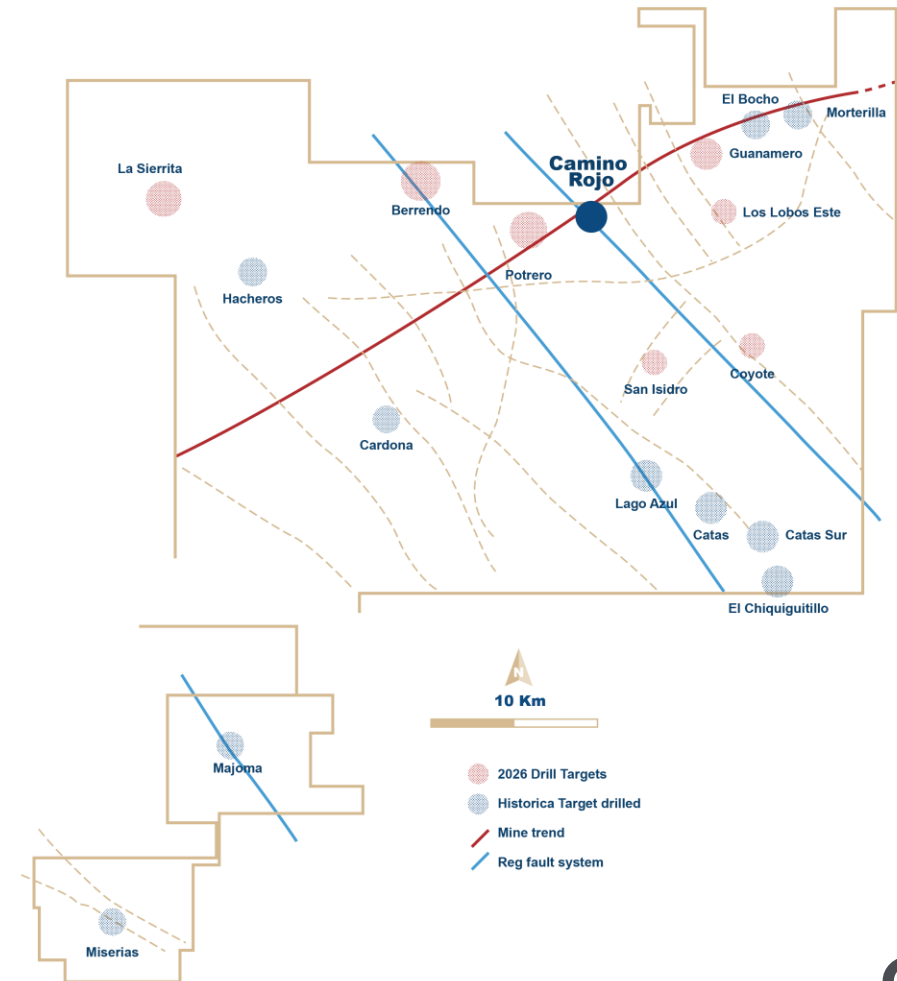 El Bocho
Morterilla
Guanamero
Camino
Rojo
La Sierrita
Berrendo
Los Lobos Este
Potrero
Hacheros
Coyote
San Isidro
Cardona
Lago Azul
Catas
Catas Sur
El Chiquiguitillo
N
10 Km
Majoma
2026 Drill Targets
Historica Target drilled
Mine trend
Reg fault system
Miserias